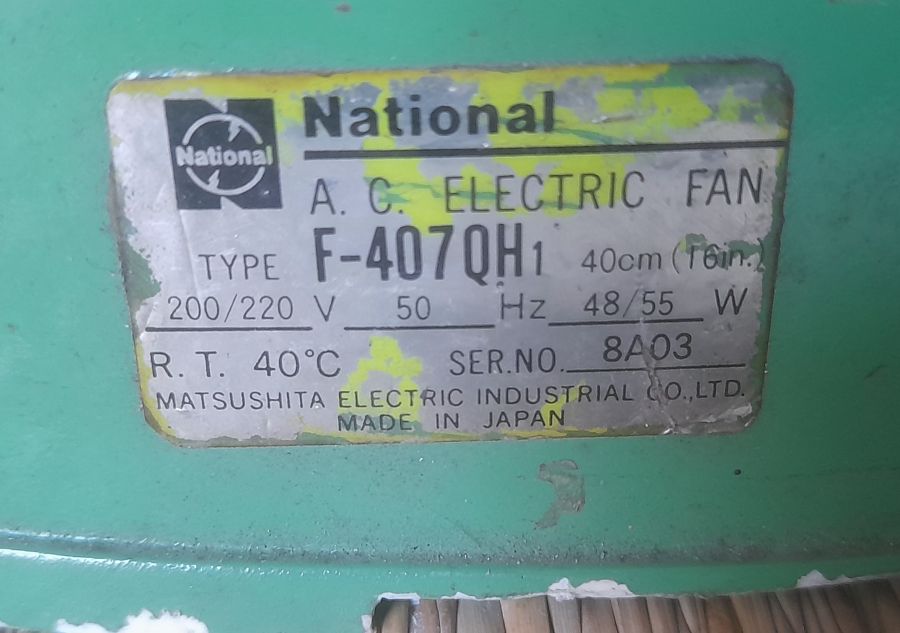 National
National
A. C. ELECTRIC FAN
TYPE F-407QH1 40cm (16in.)
200/220 V 50 Hz 48/55 W
R. T. 40°C SER.NO. 8A03
MATSUSHITA ELECTRIC INDUSTRIAL CO.,LTD.
MADE IN JAPAN